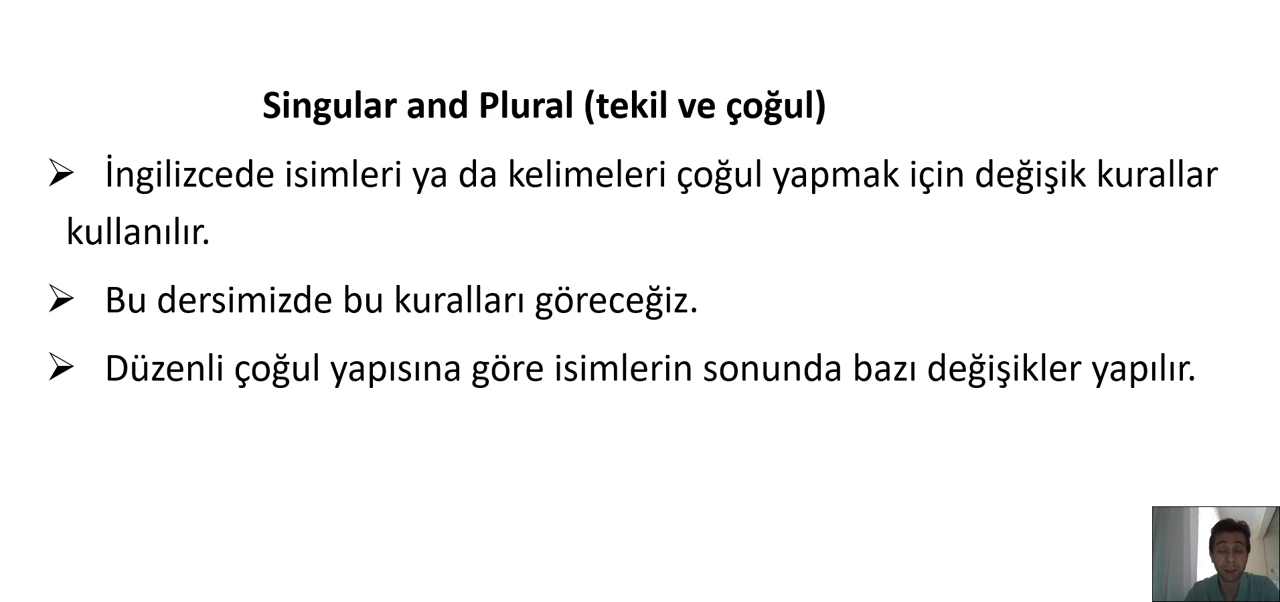 Singular and Plural (tekil ve çoğul)
➢ İngilizcede isimleri ya da kelimeleri çoğul yapmak için değişik kurallar
kullanılır.
➢ Bu dersimizde bu kuralları göreceğiz.
➢ Düzenli çoğul yapısına göre isimlerin sonunda bazı değişikler yapılır.